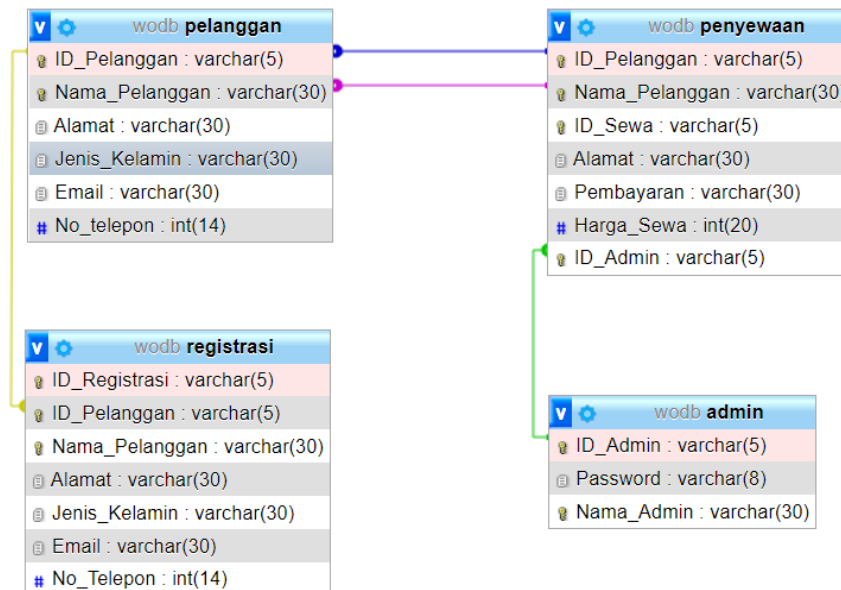 wodb pelanggan
ID_Pelanggan : varchar(5)
Nama_Pelanggan : varchar(30)
Alamat : varchar(30)
Jenis_Kelamin : varchar(30)
Email : varchar(30)
# No_telepon : int(14)
wodb penyewaan
ID_Pelanggan : varchar(5)
Nama_Pelanggan : varchar(30)
ID_Sewa : varchar(5)
Alamat : varchar(30)
Pembayaran : varchar(30)
# Harga_Sewa : int(20)
ID_Admin : varchar(5)
wodb registrasi
ID_Registrasi : varchar(5)
ID_Pelanggan : varchar(5)
Nama_Pelanggan : varchar(30)
Alamat : varchar(30)
Jenis_Kelamin : varchar(30)
Email : varchar(30)
# No_Telepon : int(14)
wodb admin
ID_Admin : varchar(5)
Password : varchar(8)
Nama_Admin : varchar(30)